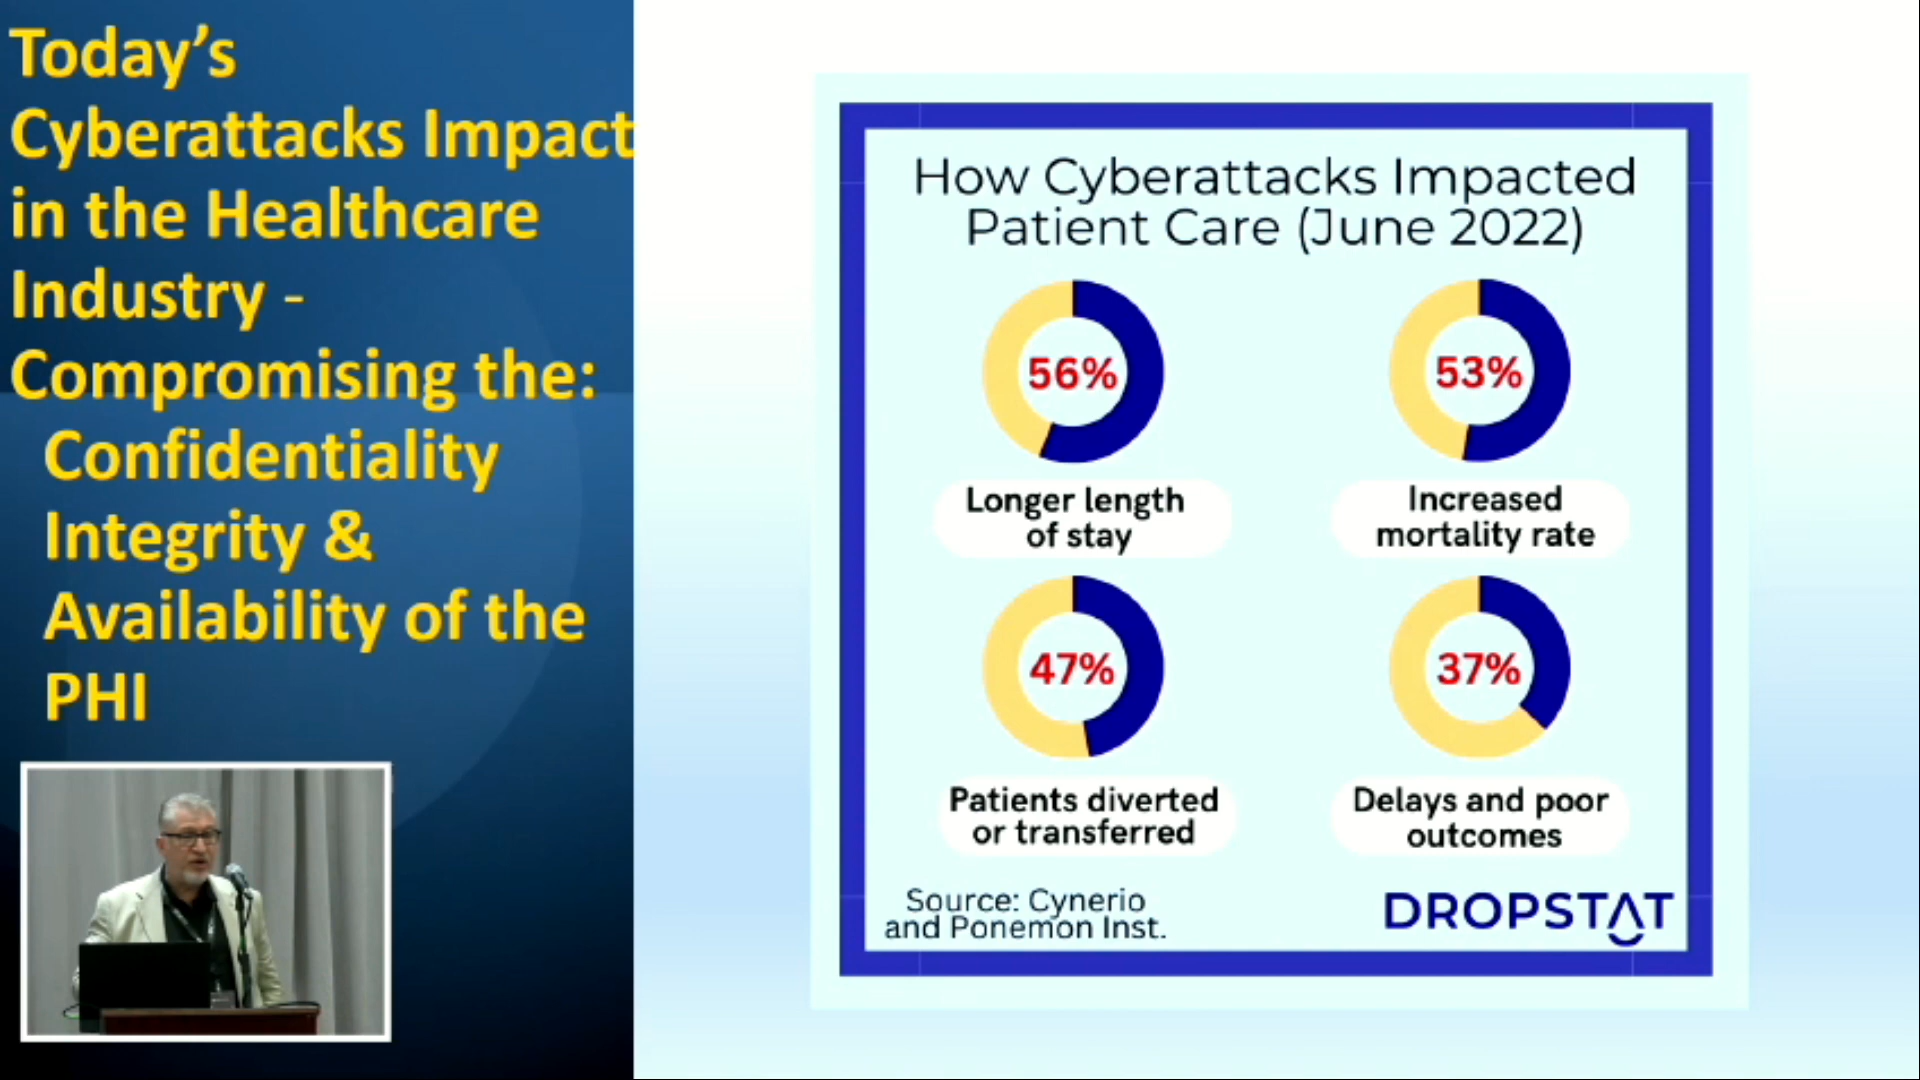 Today's
Cyberattacks Impact
in the Healthcare
Industry -
Compromising the:
Confidentiality
Integrity &
Availability of the
PHI
How Cyberattacks Impacted
Patient Care (June 2022)
56%
53%
Longer length
of stay
Increased
mortality rate
47%
37%
Patients diverted
or transferred
Delays and poor
outcomes
Source: Cynerio
and Ponemon Inst.
DROPSTAT